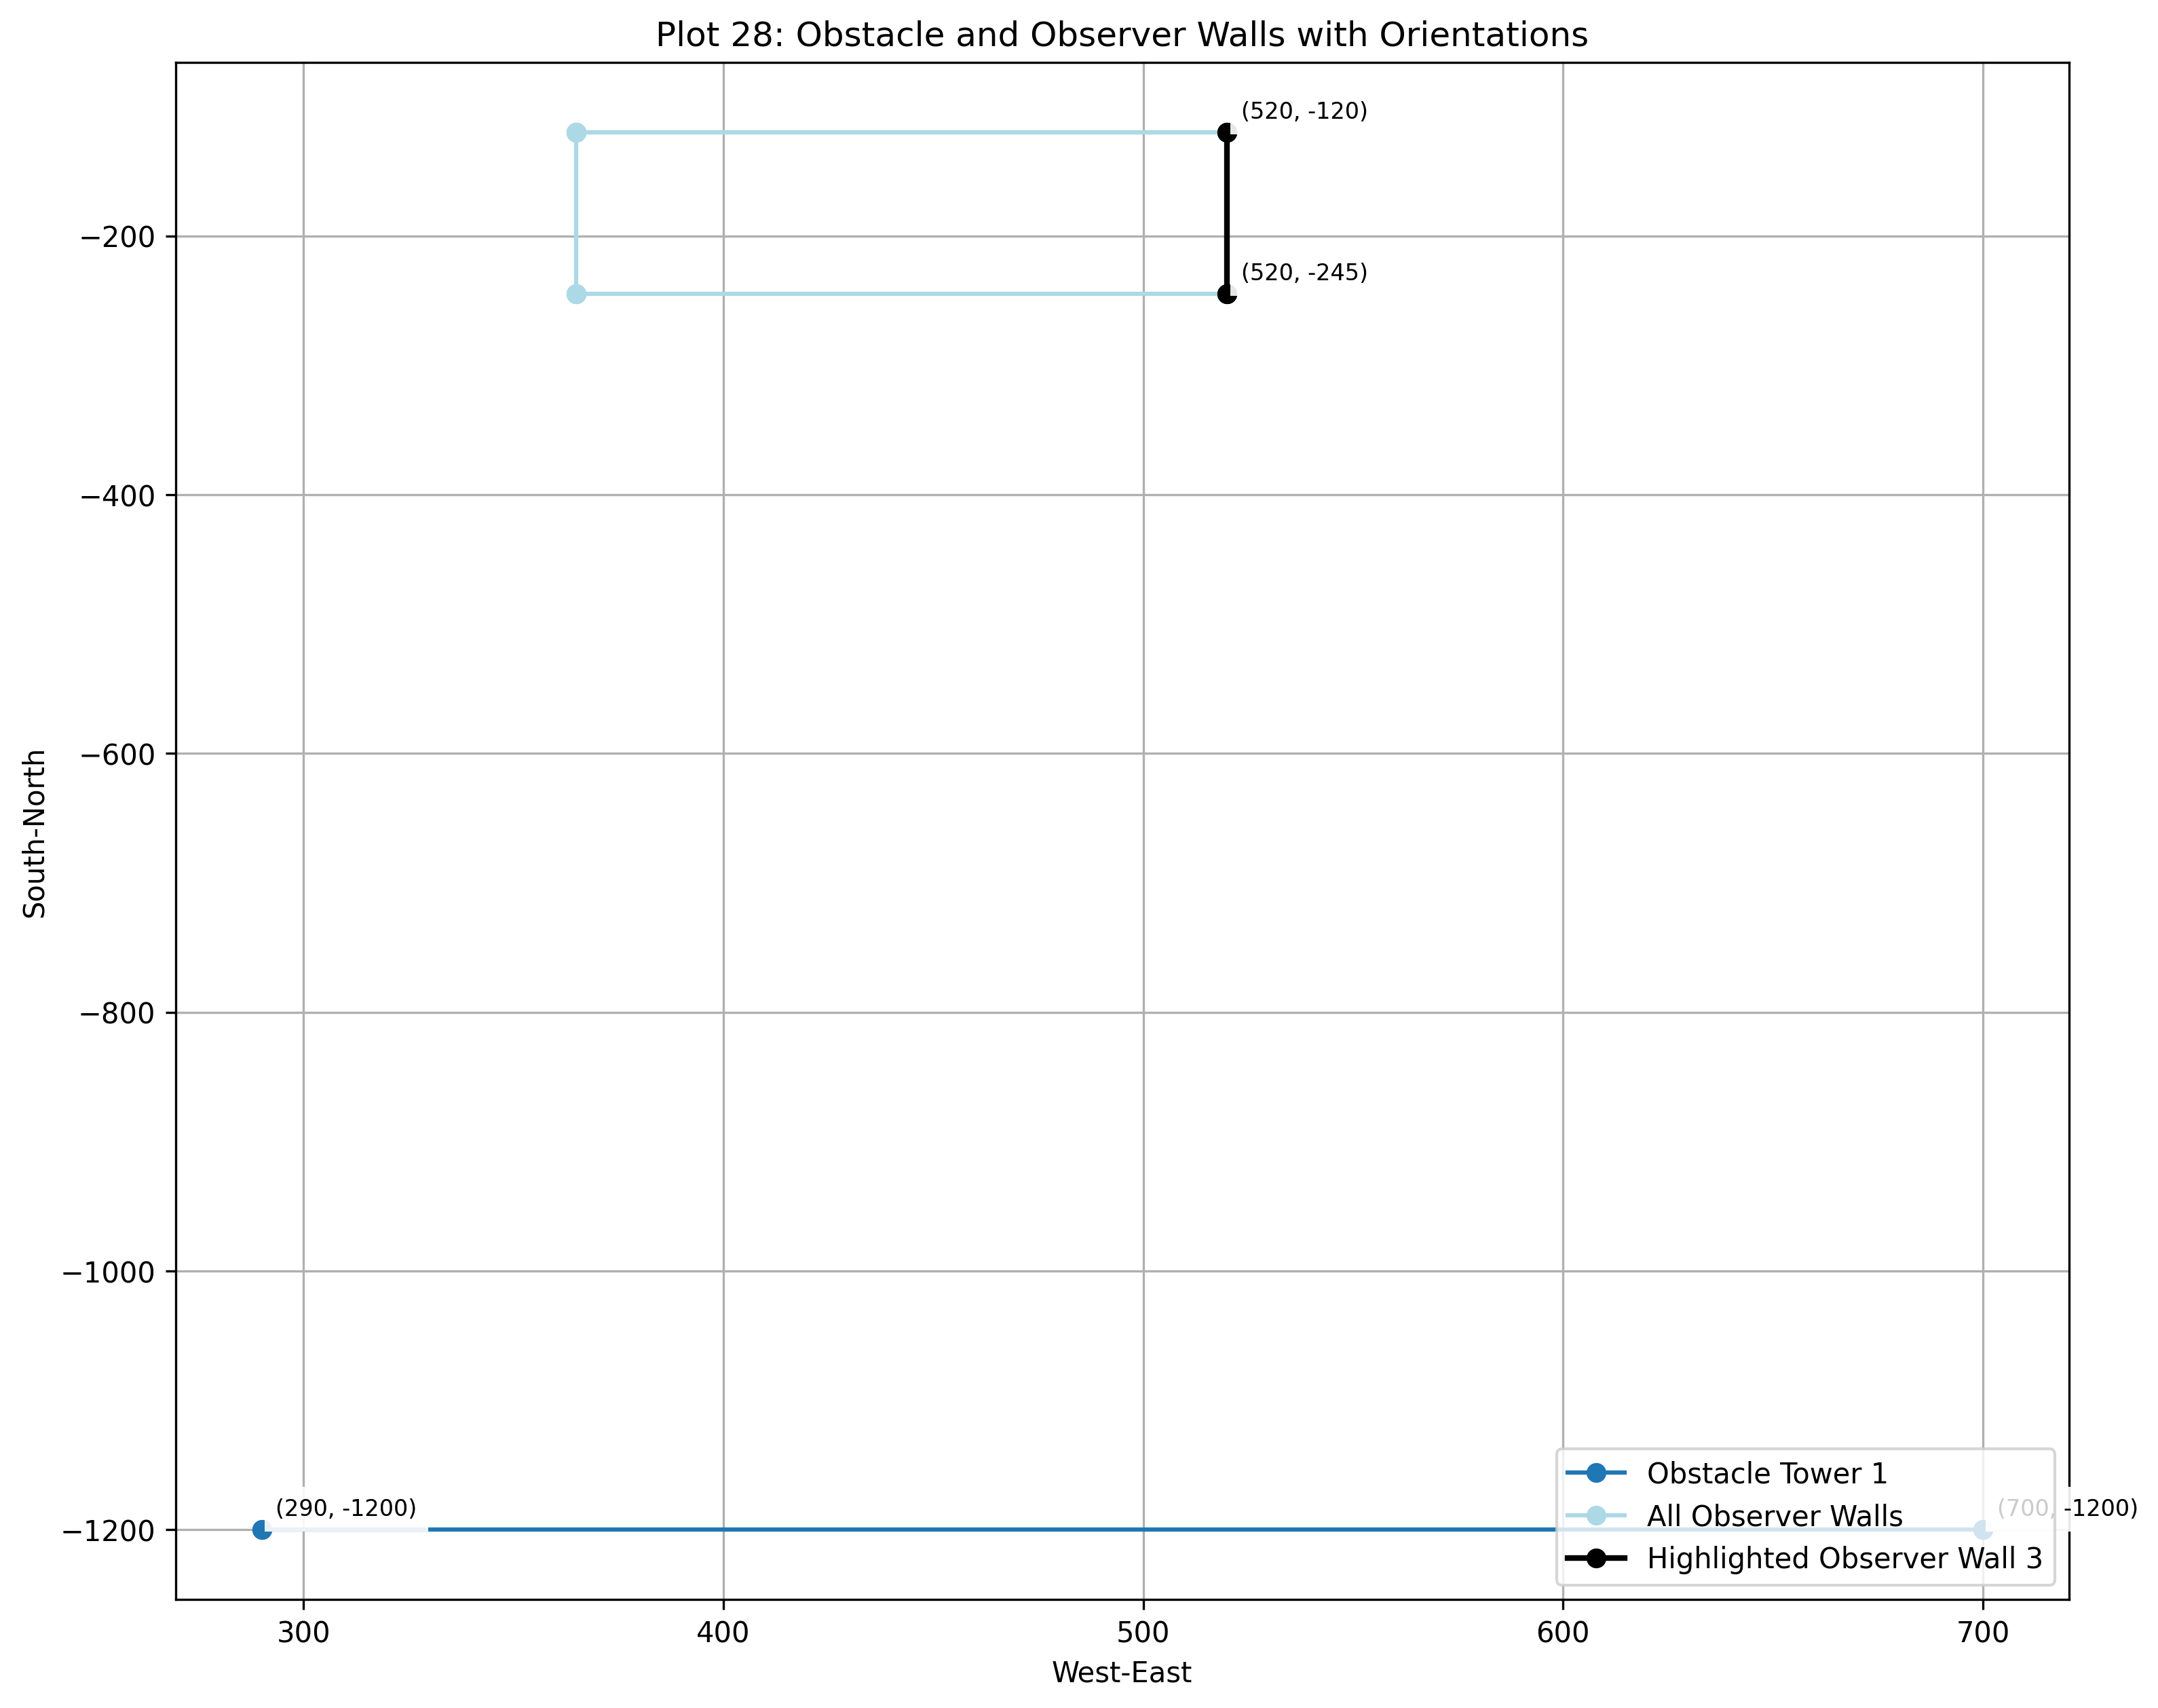 Plot 28: Obstacle and Observer Walls with Orientations
(520, -120)
−200
(520, -245)
−400
−600
South-North
−800
−1000
Obstacle Tower 1
(290, -1200)
(700, -1200)
All Observer Walls
−1200
Highlighted Observer Wall 3
300
400
500
600
700
West-East